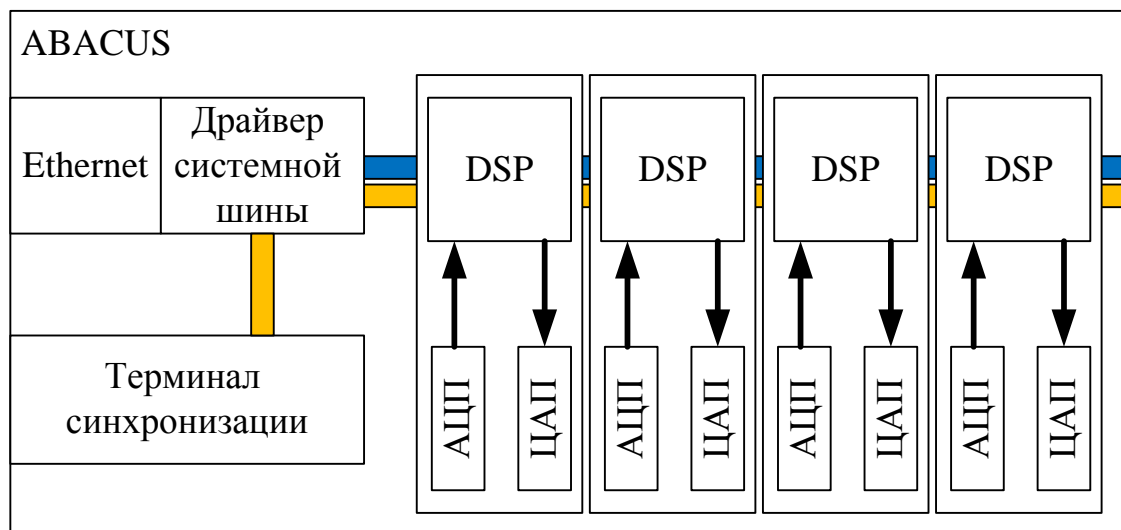 ABACUS
Ethernet
Драйвер
системной
шины
DSP
DSP
DSP
DSP
Терминал
синхронизации
АЦП
ЦАП
АЦП
ЦАП
АЦП
ЦАП
АЦП
ЦАП